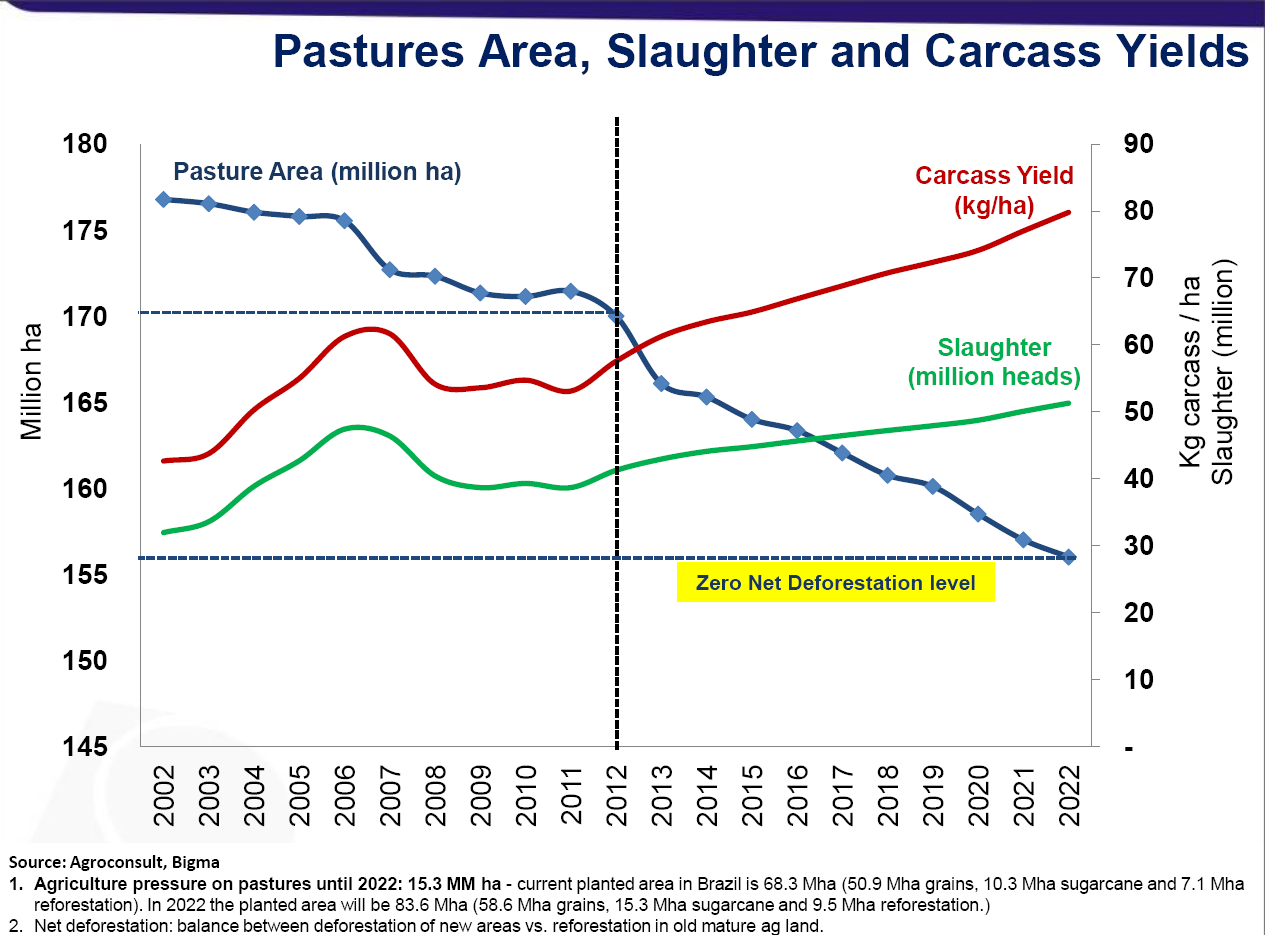 Pastures Area, Slaughter and Carcass Yields
180
175
170
165
160
155
150
145
Million ha
Pasture Area (million ha)
Carcass Yield
(kg/ha)
Slaughter
(million heads)
Zero Net Deforestation level
90
80
70
60
50
40
30
20
10
-
Kg carcass / ha
Slaughter (million)
2002 2003 2004 2005 2006 2007 2008 2009 2010 2011 2012 2013 2014 2015 2016 2017 2018 2019 2020 2021 2022
Source: Agroconsult, Bigma
1. Agriculture pressure on pastures until 2022: 15.3 MM ha - current planted area in Brazil is 68.3 Mha (50.9 Mha grains, 10.3 Mha sugarcane and 7.1 Mha
reforestation). In 2022 the planted area will be 83.6 Mha (58.6 Mha grains, 15.3 Mha sugarcane and 9.5 Mha reforestation.)
2. Net deforestation: balance between deforestation of new areas vs. reforestation in old mature ag land.